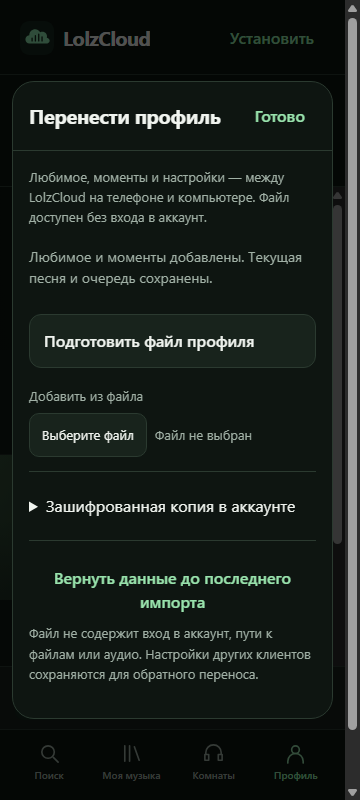 LolzCloud
Установить
Перенести профиль
Готово
Любимое, моменты и настройки — между
LolzCloud на телефоне и компьютере. Файл
доступен без входа в аккаунт.
Любимое и моменты добавлены. Текущая
песня и очередь сохранены.
Подготовить файл профиля
Добавить из файла
Выберите файл
Файл не выбран
Зашифрованная копия в аккаунте
Вернуть данные до последнего
импорта
Файл не содержит вход в аккаунт, пути к
файлам или аудио. Настройки других клиентов
сохраняются для обратного переноса.
Поиск
Моя музыка
Комнаты
Профиль